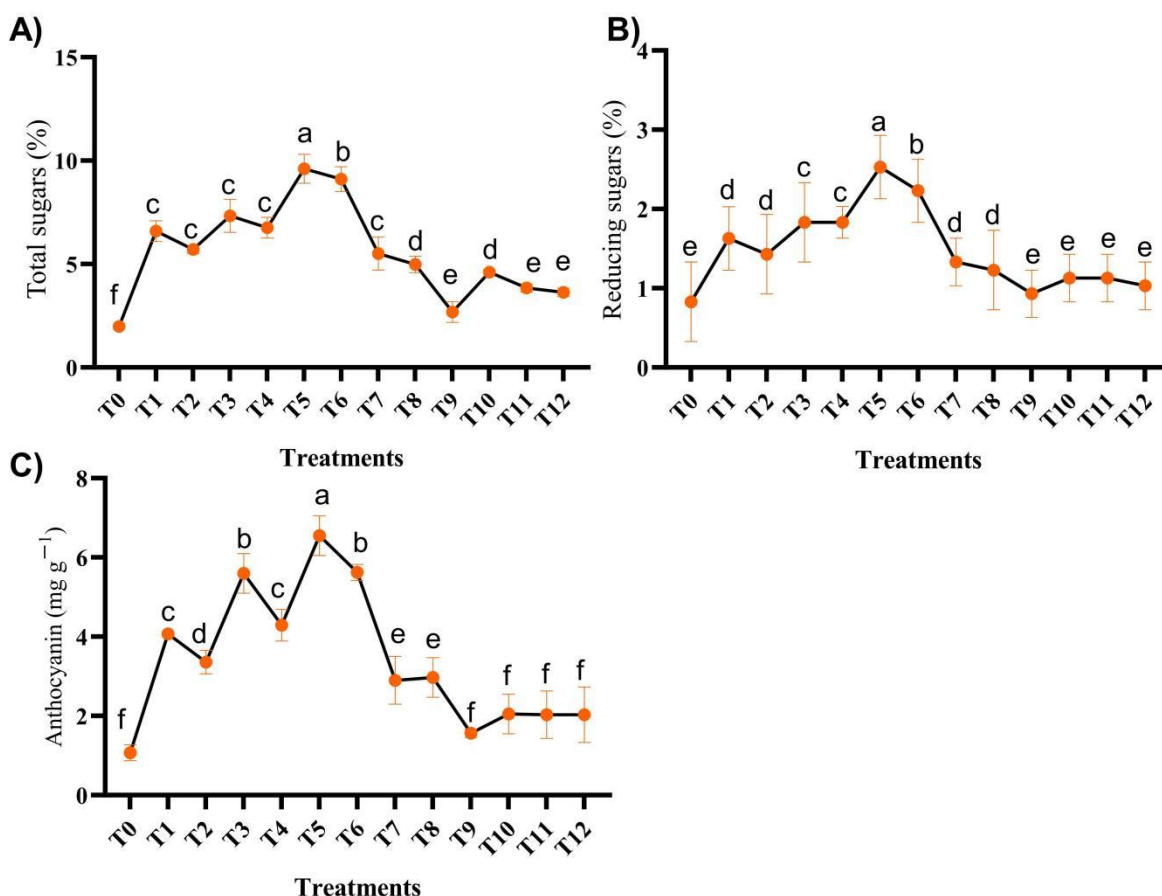 A)
Total sugars (%)
15
10
5
0
f
c
c
c
c
a
b
c
d
e
d
e
e
T0
T1
T2
T3
T4
T5
T6
T7
T8
T9
T10
T11
T12
Treatments
B)
Reducing sugars (%)
4
3
2
1
0
e
d
d
c
c
a
b
d
d
e
e
e
e
T0
T1
T2
T3
T4
T5
T6
T7
T8
T9
T10
T11
T12
Treatments
C)
Anthocyanin (mg g⁻¹)
8
6
4
2
0
f
c
d
b
c
a
b
e
e
f
f
f
f
T0
T1
T2
T3
T4
T5
T6
T7
T8
T9
T10
T11
T12
Treatments